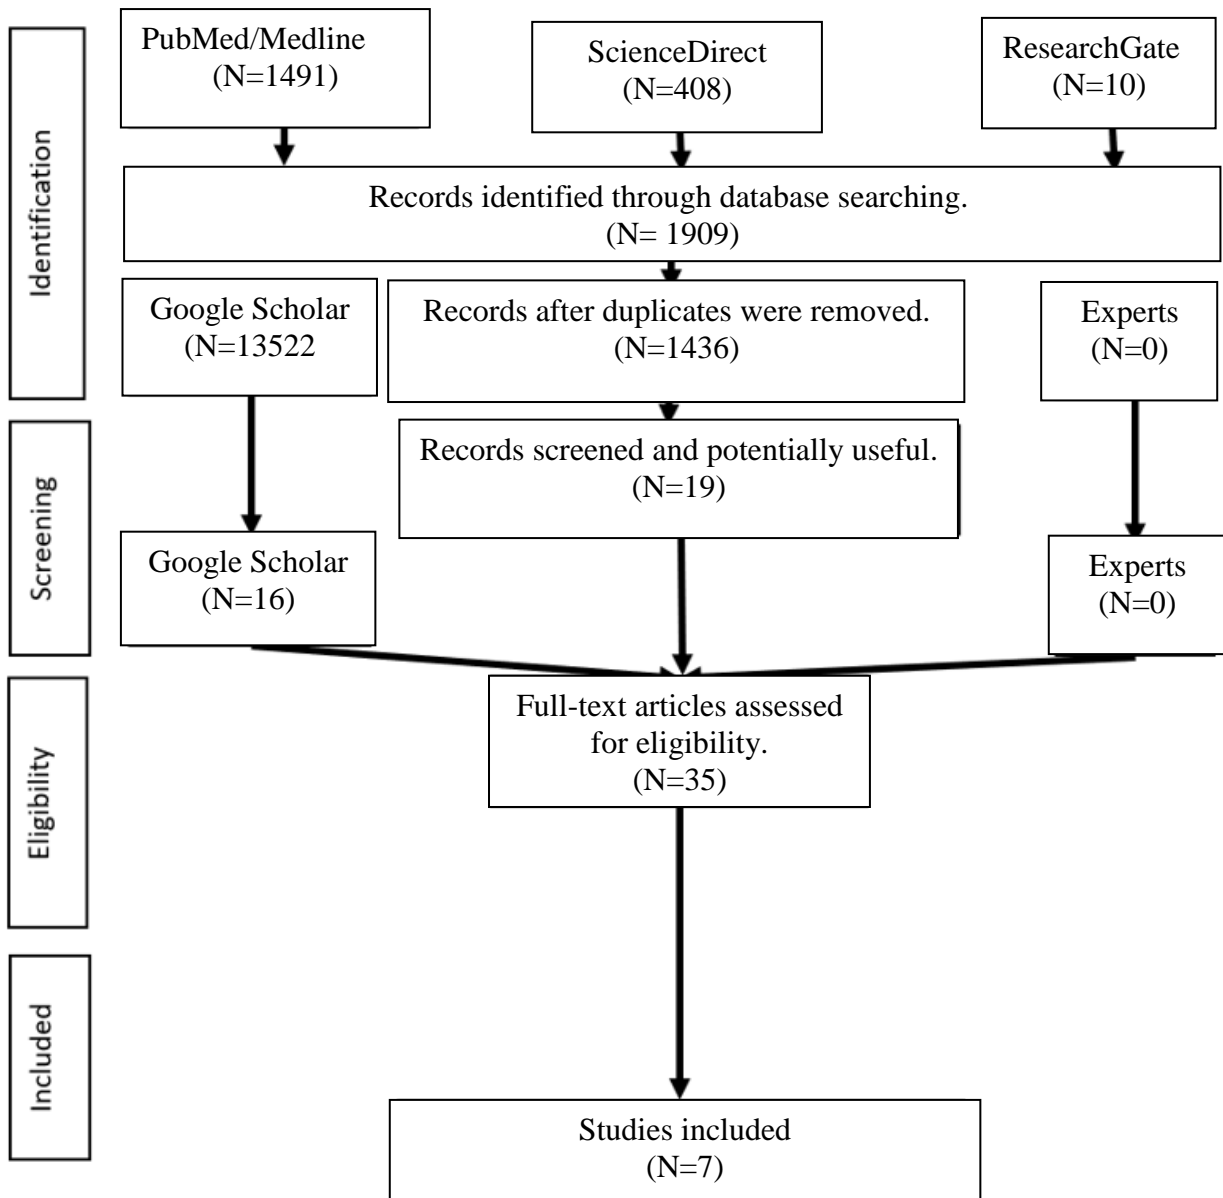 Identification
PubMed/Medline
(N=1491)
ScienceDirect
(N=408)
ResearchGate
(N=10)
Records identified through database searching.
(N= 1909)
Google Scholar
(N=13522
Records after duplicates were removed.
(N=1436)
Experts
(N=0)
Screening
Records screened and potentially useful.
(N=19)
Google Scholar
(N=16)
Experts
(N=0)
Eligibility
Full-text articles assessed
for eligibility.
(N=35)
Included
Studies included
(N=7)